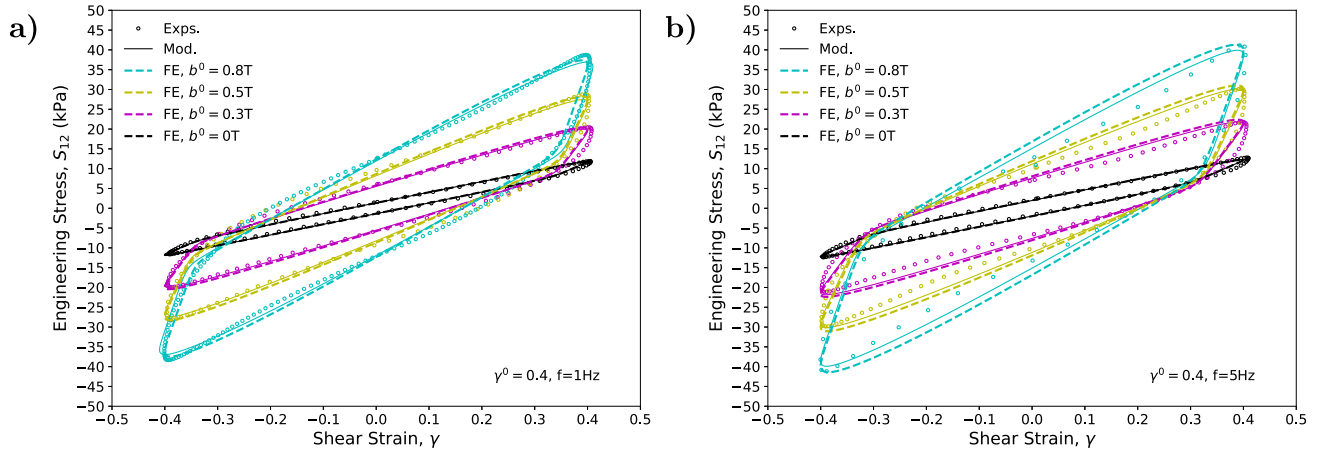 a)
Engineering Stress, S₁₂ (kPa)
50
45
40
35
30
25
20
15
10
5
0
−5
−10
−15
−20
−25
−30
−35
−40
−45
−50
Exps.
Mod.
FE, b⁰ = 0.8T
FE, b⁰ = 0.5T
FE, b⁰ = 0.3T
FE, b⁰ = 0T
γ⁰ = 0.4, f=1Hz
−0.5 −0.4 −0.3 −0.2 −0.1 0.0 0.1 0.2 0.3 0.4 0.5
Shear Strain, γ
b)
Engineering Stress, S₁₂ (kPa)
50
45
40
35
30
25
20
15
10
5
0
−5
−10
−15
−20
−25
−30
−35
−40
−45
−50
Exps.
Mod.
FE, b⁰ = 0.8T
FE, b⁰ = 0.5T
FE, b⁰ = 0.3T
FE, b⁰ = 0T
γ⁰ = 0.4, f=5Hz
−0.5 −0.4 −0.3 −0.2 −0.1 0.0 0.1 0.2 0.3 0.4 0.5
Shear Strain, γ